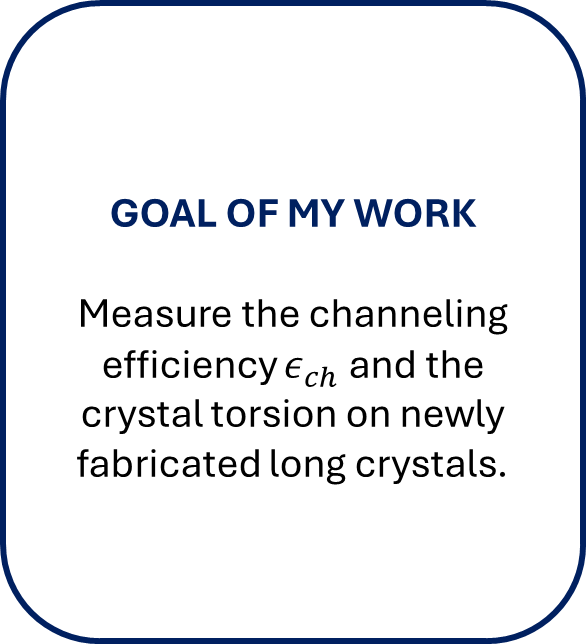 GOAL OF MY WORK
Measure the channeling
efficiency ϵ_ch and the
crystal torsion on newly
fabricated long crystals.